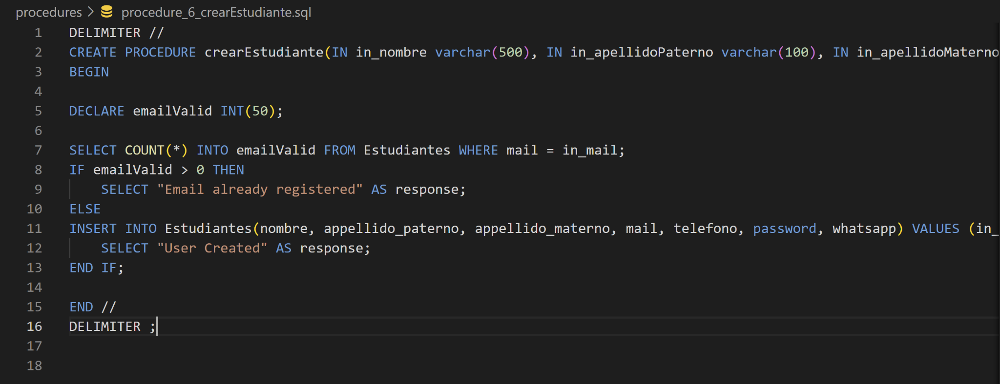 procedures > procedure_6_crearEstudiante.sql
1 DELIMITER //
2 CREATE PROCEDURE crearEstudiante(IN in_nombre varchar(500), IN in_apellidoPaterno varchar(100), IN in_apellidoMaterno
3 BEGIN
4
5 DECLARE emailValid INT(50);
6
7 SELECT COUNT(*) INTO emailValid FROM Estudiantes WHERE mail = in_mail;
8 IF emailValid > 0 THEN
9     SELECT "Email already registered" AS response;
10 ELSE
11 INSERT INTO Estudiantes(nombre, appellido_paterno, appellido_materno, mail, telefono, password, whatsapp) VALUES (in_
12     SELECT "User Created" AS response;
13 END IF;
14
15 END //
16 DELIMITER ;
17
18